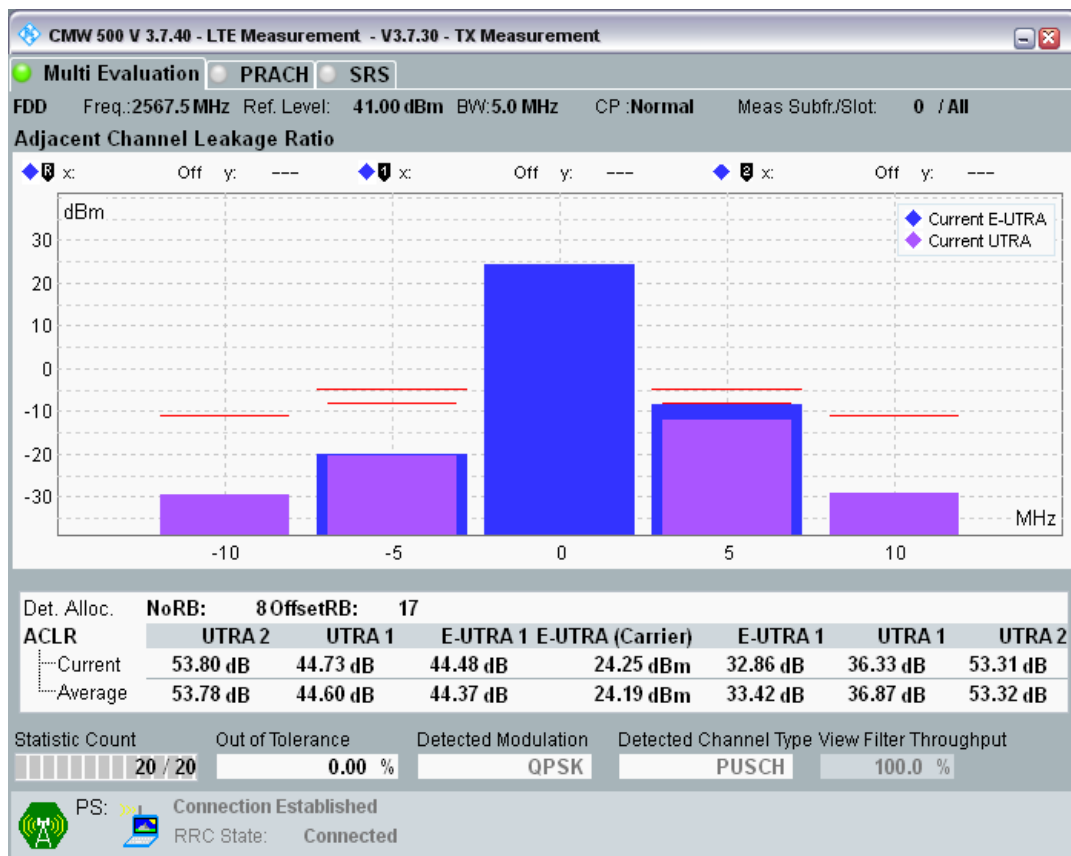 CMW 500 V 3.7.40 - LTE Measurement - V3.7.30 - TX Measurement
Multi Evaluation PRACH SRS
FDD Freq.:2567.5 MHz Ref. Level: 41.00 dBm BW:5.0 MHz CP :Normal Meas Subfr./Slot: 0 / All
Adjacent Channel Leakage Ratio
R x: Off y: --- 1 x: Off y: --- 2 x: Off y: ---
dBm
Current E-UTRA
Current UTRA
30
20
10
0
-10
-20
-30
MHz
-10 -5 0 5 10
Det. Alloc. NoRB: 8 OffsetRB: 17
ACLR UTRA 2 UTRA 1 E-UTRA 1 E-UTRA (Carrier) E-UTRA 1 UTRA 1 UTRA 2
Current 53.80 dB 44.73 dB 44.48 dB 24.25 dBm 32.86 dB 36.33 dB 53.31 dB
Average 53.78 dB 44.60 dB 44.37 dB 24.19 dBm 33.42 dB 36.87 dB 53.32 dB
Statistic Count Out of Tolerance Detected Modulation Detected Channel Type View Filter Throughput
20 / 20 0.00 % QPSK PUSCH 100.0 %
PS: Connection Established
RRC State: Connected